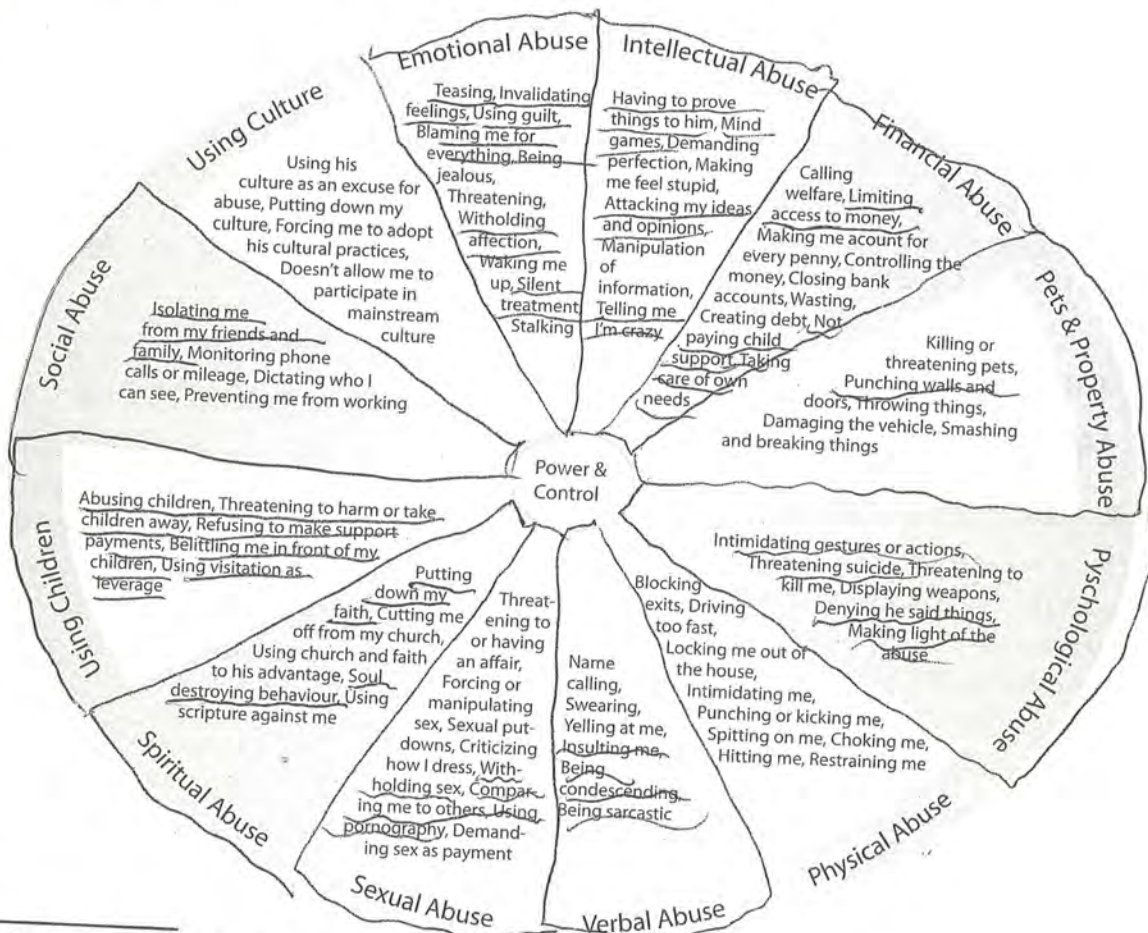 Emotional Abuse
Teasing, Invalidating
feelings, Using guilt,
Blaming me for
everything, Being
jealous,
Threatening,
Witholding
affection,
Waking me
up, Silent
treatment
Stalking
Intellectual Abuse
Having to prove
things to him, Mind
games, Demanding
perfection, Making
me feel stupid,
Attacking my ideas
and opinions,
Manipulation
of
information,
Telling me
I'm crazy
Financial Abuse
Calling
welfare, Limiting
access to money,
Making me acount for
every penny, Controlling the
money, Closing bank
accounts, Wasting,
Creating debt, Not
paying child
support, Taking
care of own
needs
Pets & Property Abuse
Killing or
threatening pets,
Punching walls and
doors, Throwing things,
Damaging the vehicle, Smashing
and breaking things
Pyschological Abuse
Intimidating gestures or actions,
Threatening suicide, Threatening to
kill me, Displaying weapons,
Denying he said things,
Making light of the
abuse
Physical Abuse
Blocking
exits, Driving
too fast,
Locking me out of
the house,
Intimidating me,
Punching or kicking me,
Spitting on me, Choking me,
Hitting me, Restraining me
Verbal Abuse
Name
calling,
Swearing,
Yelling at me,
Insulting me,
Being
condescending,
Being sarcastic
Sexual Abuse
Threat-
ening to
or having
an affair,
Forcing or
manipulating
sex, Sexual put-
downs, Criticizing
how I dress, With-
holding sex, Compar-
ing me to others, Using
pornography, Demand-
ing sex as payment
Spiritual Abuse
Putting
down my
faith, Cutting me
off from my church,
Using church and faith
to his advantage, Soul
destroying behaviour, Using
scripture against me
Using Children
Abusing children, Threatening to harm or take
children away, Refusing to make support
payments, Belittling me in front of my
children, Using visitation as
leverage
Social Abuse
Isolating me
from my friends and
family, Monitoring phone
calls or mileage, Dictating who I
can see, Preventing me from working
Using Culture
Using his
culture as an excuse for
abuse, Putting down my
culture, Forcing me to adopt
his cultural practices,
Doesn't allow me to
participate in
mainstream
culture
Power &
Control